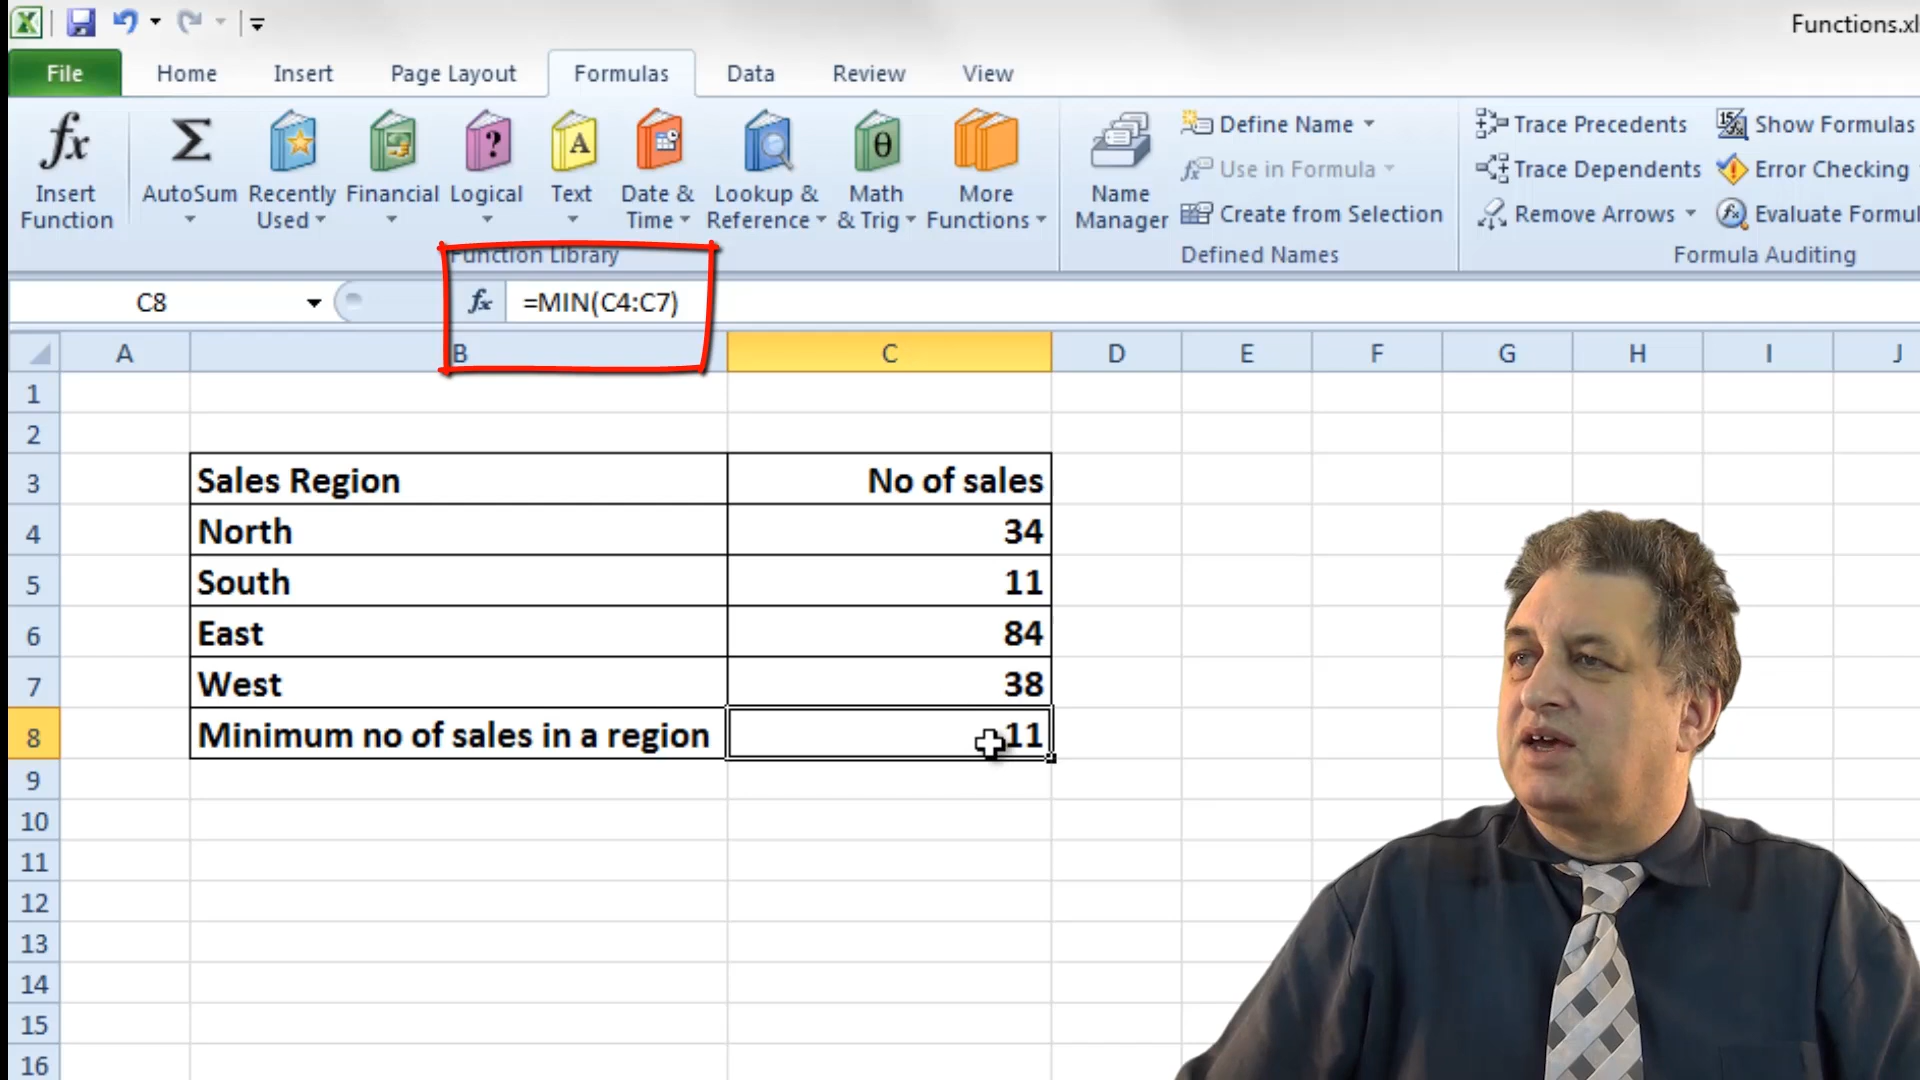 Functions.xl
File Home Insert Page Layout Formulas Data Review View
Insert Function
AutoSum
Recently Used
Financial
Logical
Text
Date & Time
Lookup & Reference
Math & Trig
More Functions
Function Library
Name Manager
Define Name
Use in Formula
Create from Selection
Defined Names
Trace Precedents
Trace Dependents
Remove Arrows
Show Formulas
Error Checking
Evaluate Formul
Formula Auditing
C8 fx =MIN(C4:C7)
A B C D E F G H I J
1
2
3 Sales Region No of sales
4 North 34
5 South 11
6 East 84
7 West 38
8 Minimum no of sales in a region 11
9
10
11
12
13
14
15
16